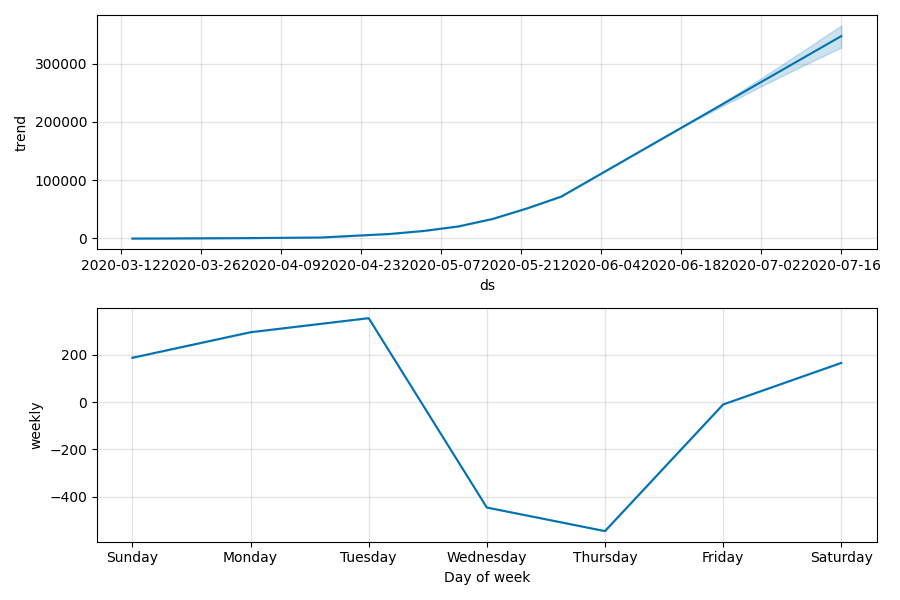 300000
200000
100000
0
trend
2020-03-12 2020-03-26 2020-04-09 2020-04-23 2020-05-07 2020-05-21 2020-06-04 2020-06-18 2020-07-02 2020-07-16
ds
200
0
−200
−400
weekly
Sunday Monday Tuesday Wednesday Thursday Friday Saturday
Day of week